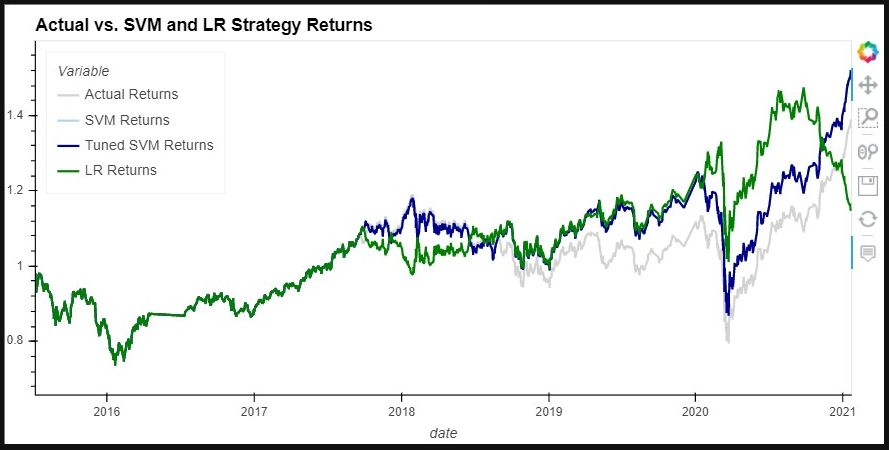 Actual vs. SVM and LR Strategy Returns
Variable
Actual Returns
SVM Returns
Tuned SVM Returns
LR Returns
1.4
1.2
1
0.8
2016 2017 2018 2019 2020 2021
date